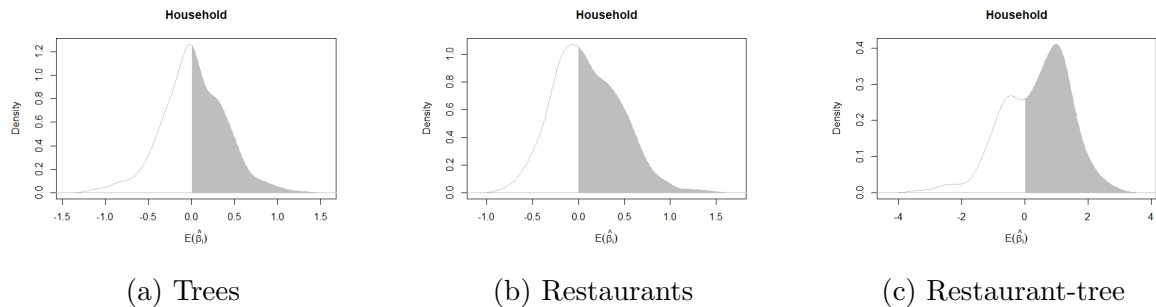 Household
Density
0.0 0.2 0.4 0.6 0.8 1.0 1.2
-1.5 -1.0 -0.5 0.0 0.5 1.0 1.5
E(β̂ᵢ)
(a) Trees
Household
Density
0.0 0.2 0.4 0.6 0.8 1.0
-1.0 -0.5 0.0 0.5 1.0 1.5
E(β̂ᵢ)
(b) Restaurants
Household
Density
0.0 0.1 0.2 0.3 0.4
-4 -2 0 2 4
E(β̂ᵢ)
(c) Restaurant-tree